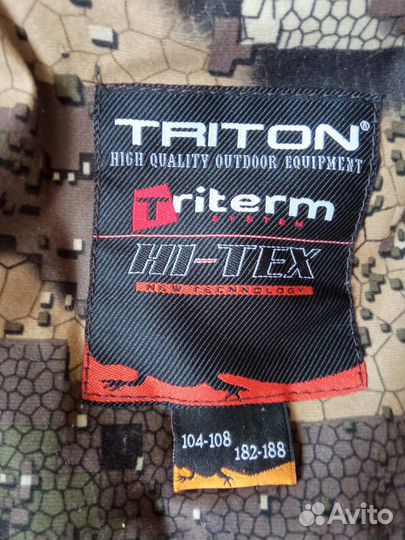 TRITON®
HIGH QUALITY OUTDOOR EQUIPMENT
Triterm
SYSTEM
HI-TEX
NEW TECHNOLOGY
104-108
182-188
Avito